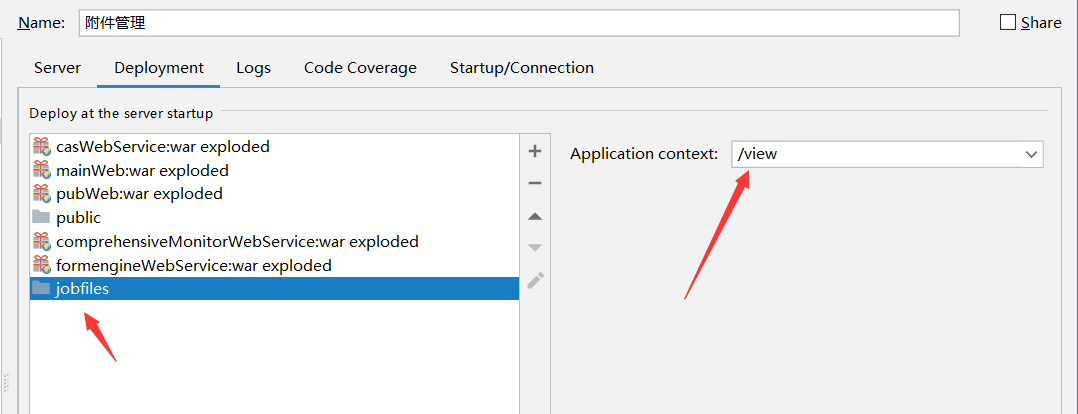 Name: 附件管理 Share
Server Deployment Logs Code Coverage Startup/Connection
Deploy at the server startup
casWebService:war exploded
mainWeb:war exploded
pubWeb:war exploded
public
comprehensiveMonitorWebService:war exploded
formengineWebService:war exploded
jobfiles
Application context: /view